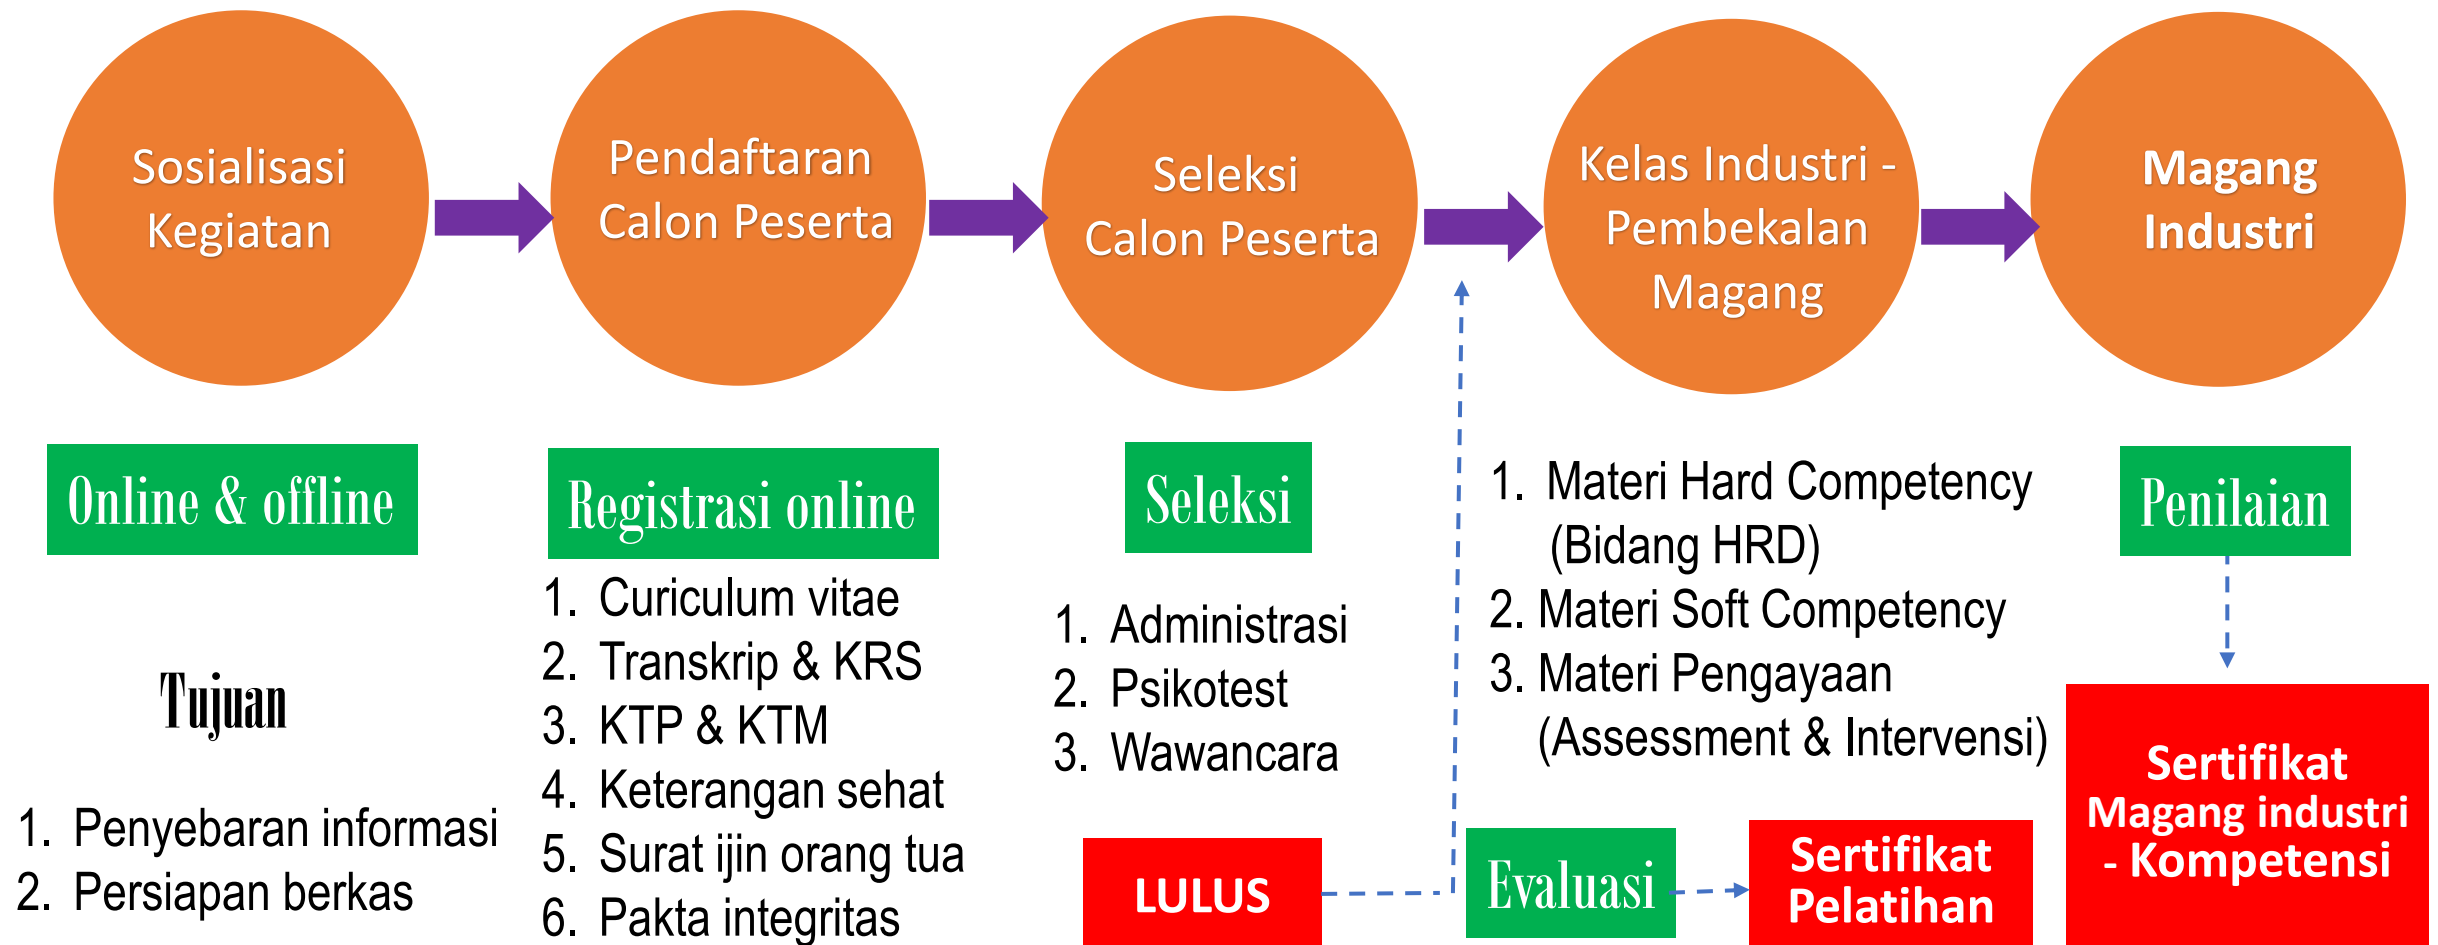 Sosialisasi
Kegiatan
Pendaftaran
Calon Peserta
Seleksi
Calon Peserta
Kelas Industri -
Pembekalan
Magang
Magang
Industri
Online & offline
Tujuan
1. Penyebaran informasi
2. Persiapan berkas
Registrasi online
1. Curiculum vitae
2. Transkrip & KRS
3. KTP & KTM
4. Keterangan sehat
5. Surat ijin orang tua
6. Pakta integritas
Seleksi
1. Administrasi
2. Psikotest
3. Wawancara
LULUS
1. Materi Hard Competency
(Bidang HRD)
2. Materi Soft Competency
3. Materi Pengayaan
(Assessment & Intervensi)
Evaluasi
Sertifikat
Pelatihan
Penilaian
Sertifikat
Magang industri
- Kompetensi